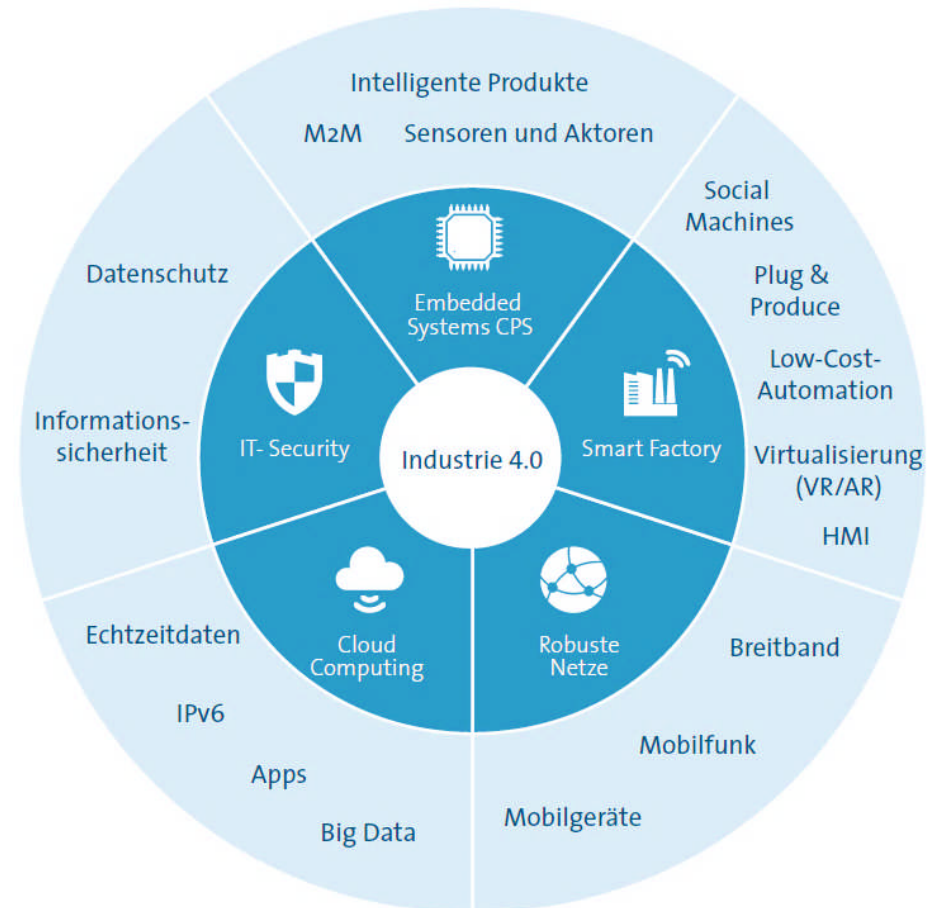 Intelligente Produkte
M2M
Sensoren und Aktoren
Social
Machines
Plug &
Produce
Low-Cost-
Automation
Virtualisierung
(VR/AR)
HMI
Breitband
Mobilfunk
Mobilgeräte
Big Data
Apps
IPv6
Echtzeitdaten
Informations-
sicherheit
Datenschutz
Embedded
Systems CPS
Smart Factory
Robuste
Netze
Cloud
Computing
IT- Security
Industrie 4.0